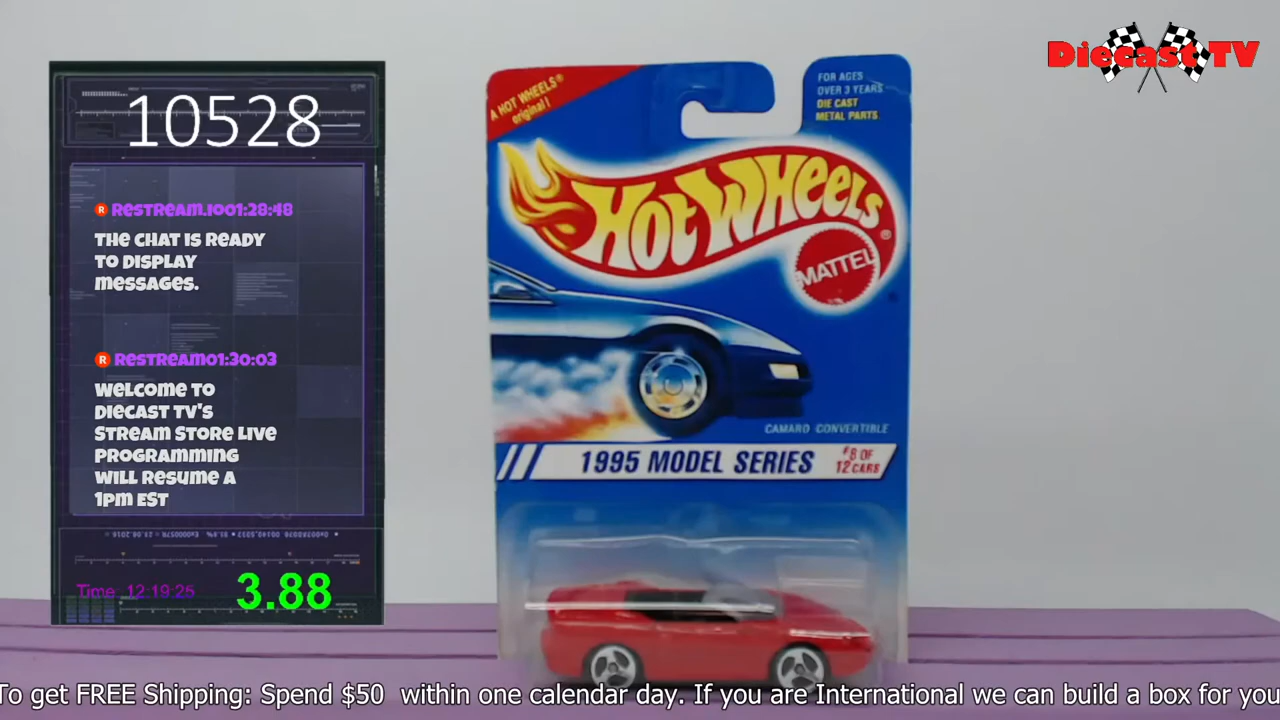 Diecast TV
10528
Restream.io01:28:48
THE CHAT IS READY
TO DISPLAY
MESSAGES.
Restream01:30:03
WELCOME TO
DIECAST TV'S
STREAM STORE LIVE
PROGRAMMING
WILL RESUME A
1PM EST
Time 12:19:25
3.88
A HOT WHEELS®
original!
FOR AGES
OVER 3 YEARS
DIE CAST
METAL PARTS
HOT WHEELS®
MATTEL
CAMARO CONVERTIBLE
1995 MODEL SERIES
#8 OF
12 CARS
To get FREE Shipping: Spend $50 within one calendar day. If you are International we can build a box for you